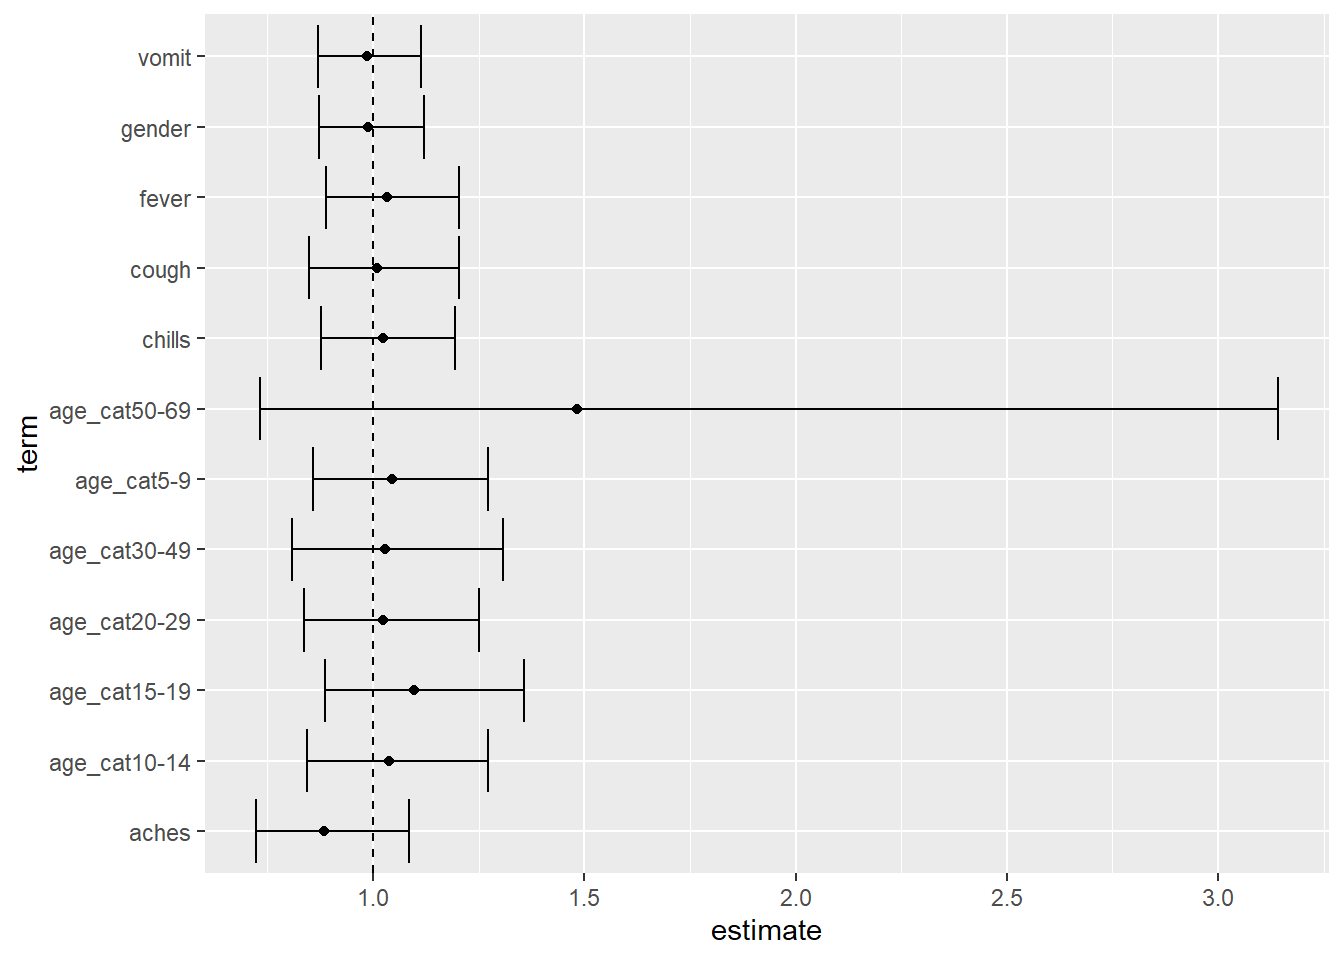 vomit
gender
fever
cough
chills
age_cat50-69
age_cat5-9
age_cat30-49
age_cat20-29
age_cat15-19
age_cat10-14
aches
term
1.0 1.5 2.0 2.5 3.0
estimate